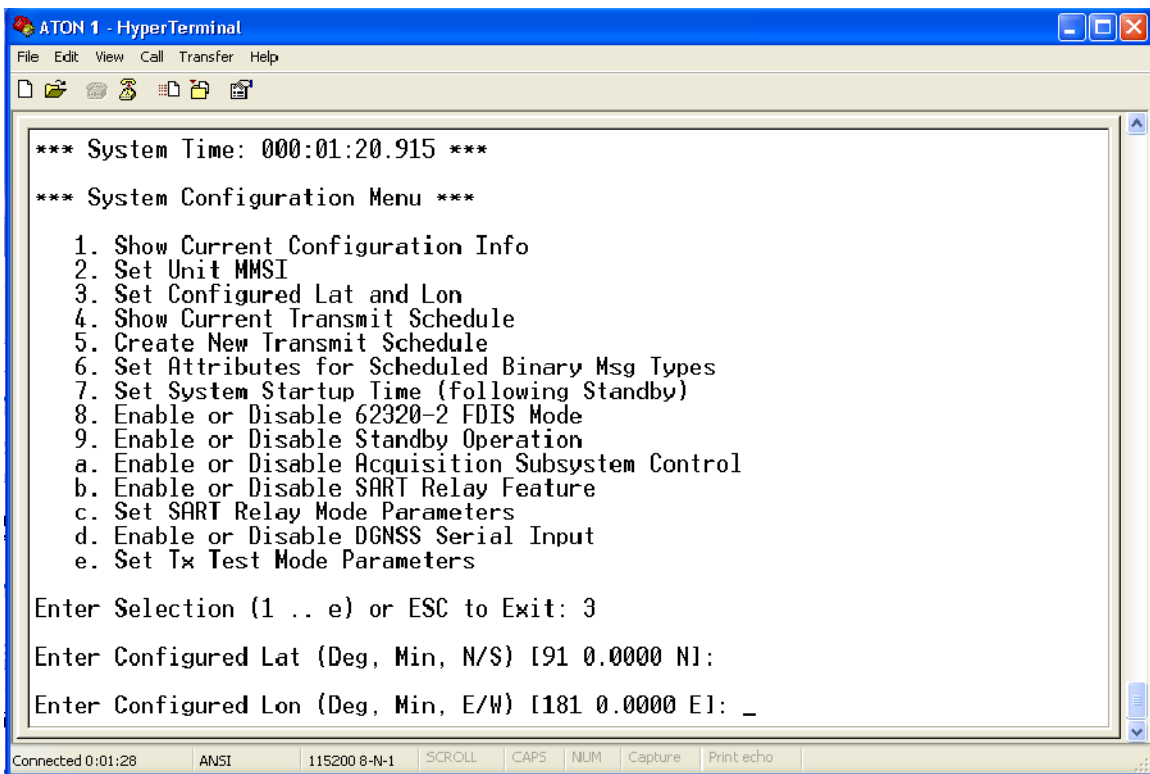 ATON 1 - HyperTerminal
File Edit View Call Transfer Help
*** System Time: 000:01:20.915 ***
*** System Configuration Menu ***
1. Show Current Configuration Info
2. Set Unit MMSI
3. Set Configured Lat and Lon
4. Show Current Transmit Schedule
5. Create New Transmit Schedule
6. Set Attributes for Scheduled Binary Msg Types
7. Set System Startup Time (following Standby)
8. Enable or Disable 62320-2 FDIS Mode
9. Enable or Disable Standby Operation
a. Enable or Disable Acquisition Subsystem Control
b. Enable or Disable SART Relay Feature
c. Set SART Relay Mode Parameters
d. Enable or Disable DGNSS Serial Input
e. Set Tx Test Mode Parameters
Enter Selection (1 .. e) or ESC to Exit: 3
Enter Configured Lat (Deg, Min, N/S) [91 0.0000 N]:
Enter Configured Lon (Deg, Min, E/W) [181 0.0000 E]: _
Connected 0:01:28 ANSI 115200 8-N-1 SCROLL CAPS NUM Capture Print echo